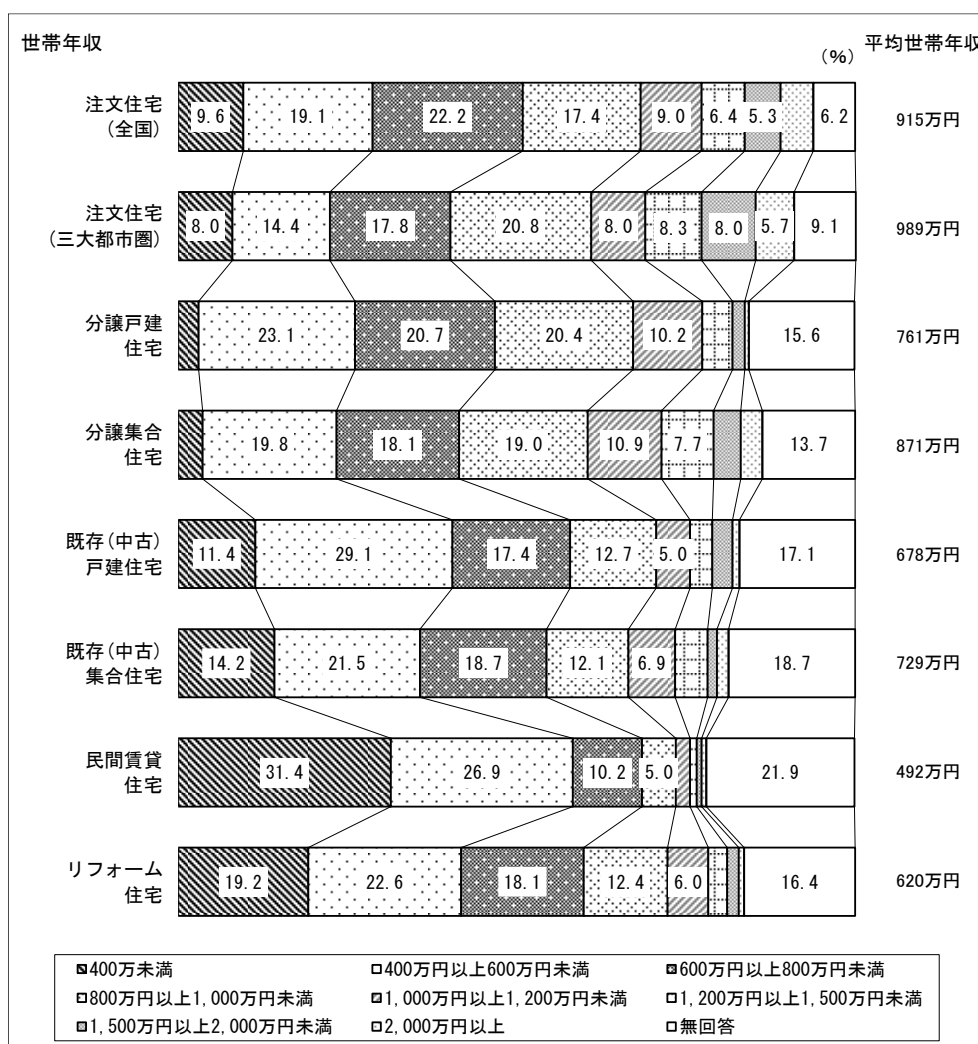 世帯年収
平均世帯年収
(%)
注文住宅
(全国)
9.6 19.1 22.2 17.4 9.0 6.4 5.3 6.2 915万円
注文住宅
(三大都市圏)
8.0 14.4 17.8 20.8 8.0 8.3 8.0 5.7 9.1 989万円
分譲戸建
住宅
23.1 20.7 20.4 10.2 15.6 761万円
分譲集合
住宅
19.8 18.1 19.0 10.9 7.7 13.7 871万円
既存(中古)
戸建住宅
11.4 29.1 17.4 12.7 5.0 17.1 678万円
既存(中古)
集合住宅
14.2 21.5 18.7 12.1 6.9 18.7 729万円
民間賃貸
住宅
31.4 26.9 10.2 5.0 21.9 492万円
リフォーム
住宅
19.2 22.6 18.1 12.4 6.0 16.4 620万円
400万未満 400万円以上600万円未満 600万円以上800万円未満
800万円以上1,000万円未満 1,000万円以上1,200万円未満 1,200万円以上1,500万円未満
1,500万円以上2,000万円未満 2,000万円以上 無回答